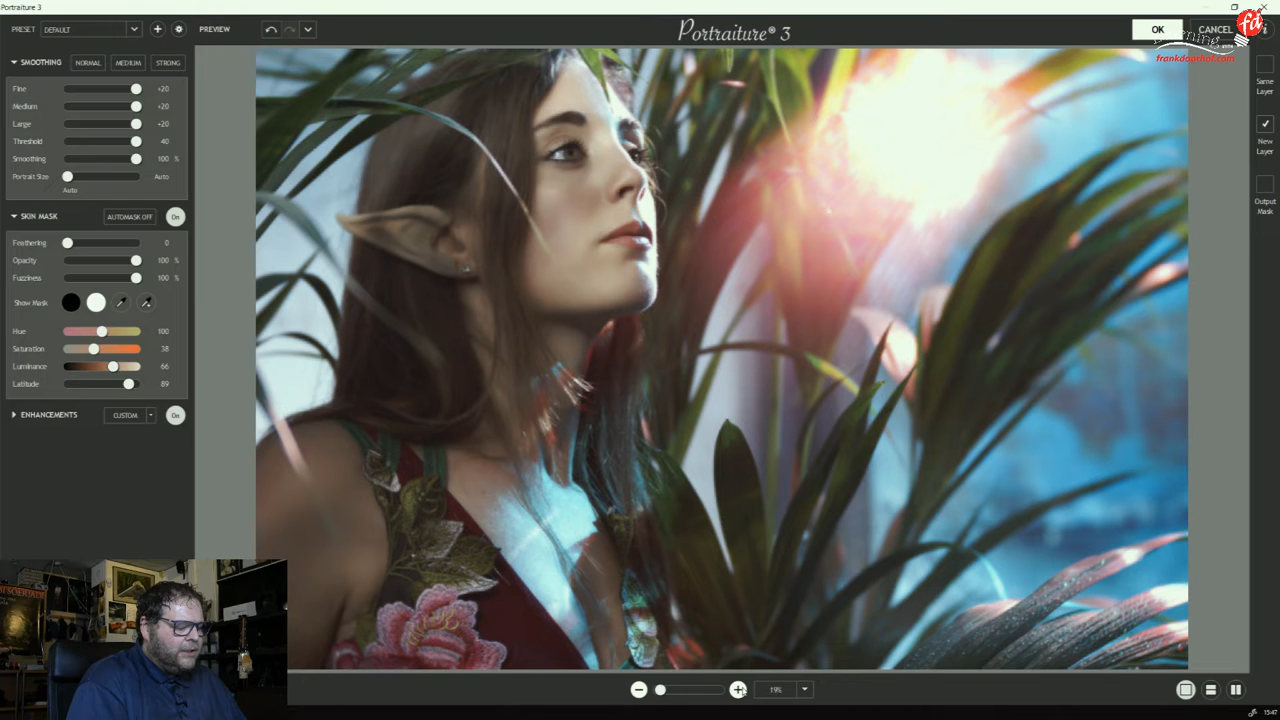 Portraiture 3
PRESET DEFAULT PREVIEW Portraiture® 3 OK CANCEL
fd
frankdoorhof.com
SMOOTHING NORMAL MEDIUM STRONG
Fine +20
Medium +20
Large +20
Threshold 40
Smoothing 100 %
Portrait Size Auto
Auto
SKIN MASK AUTOMASK OFF On
Feathering 0
Opacity 100 %
Fuzziness 100 %
Show Mask
Hue 100
Saturation 38
Luminance 66
Latitude 89
ENHANCEMENTS CUSTOM On
Same
Layer
New
Layer
Output
Mask
19%
15:47